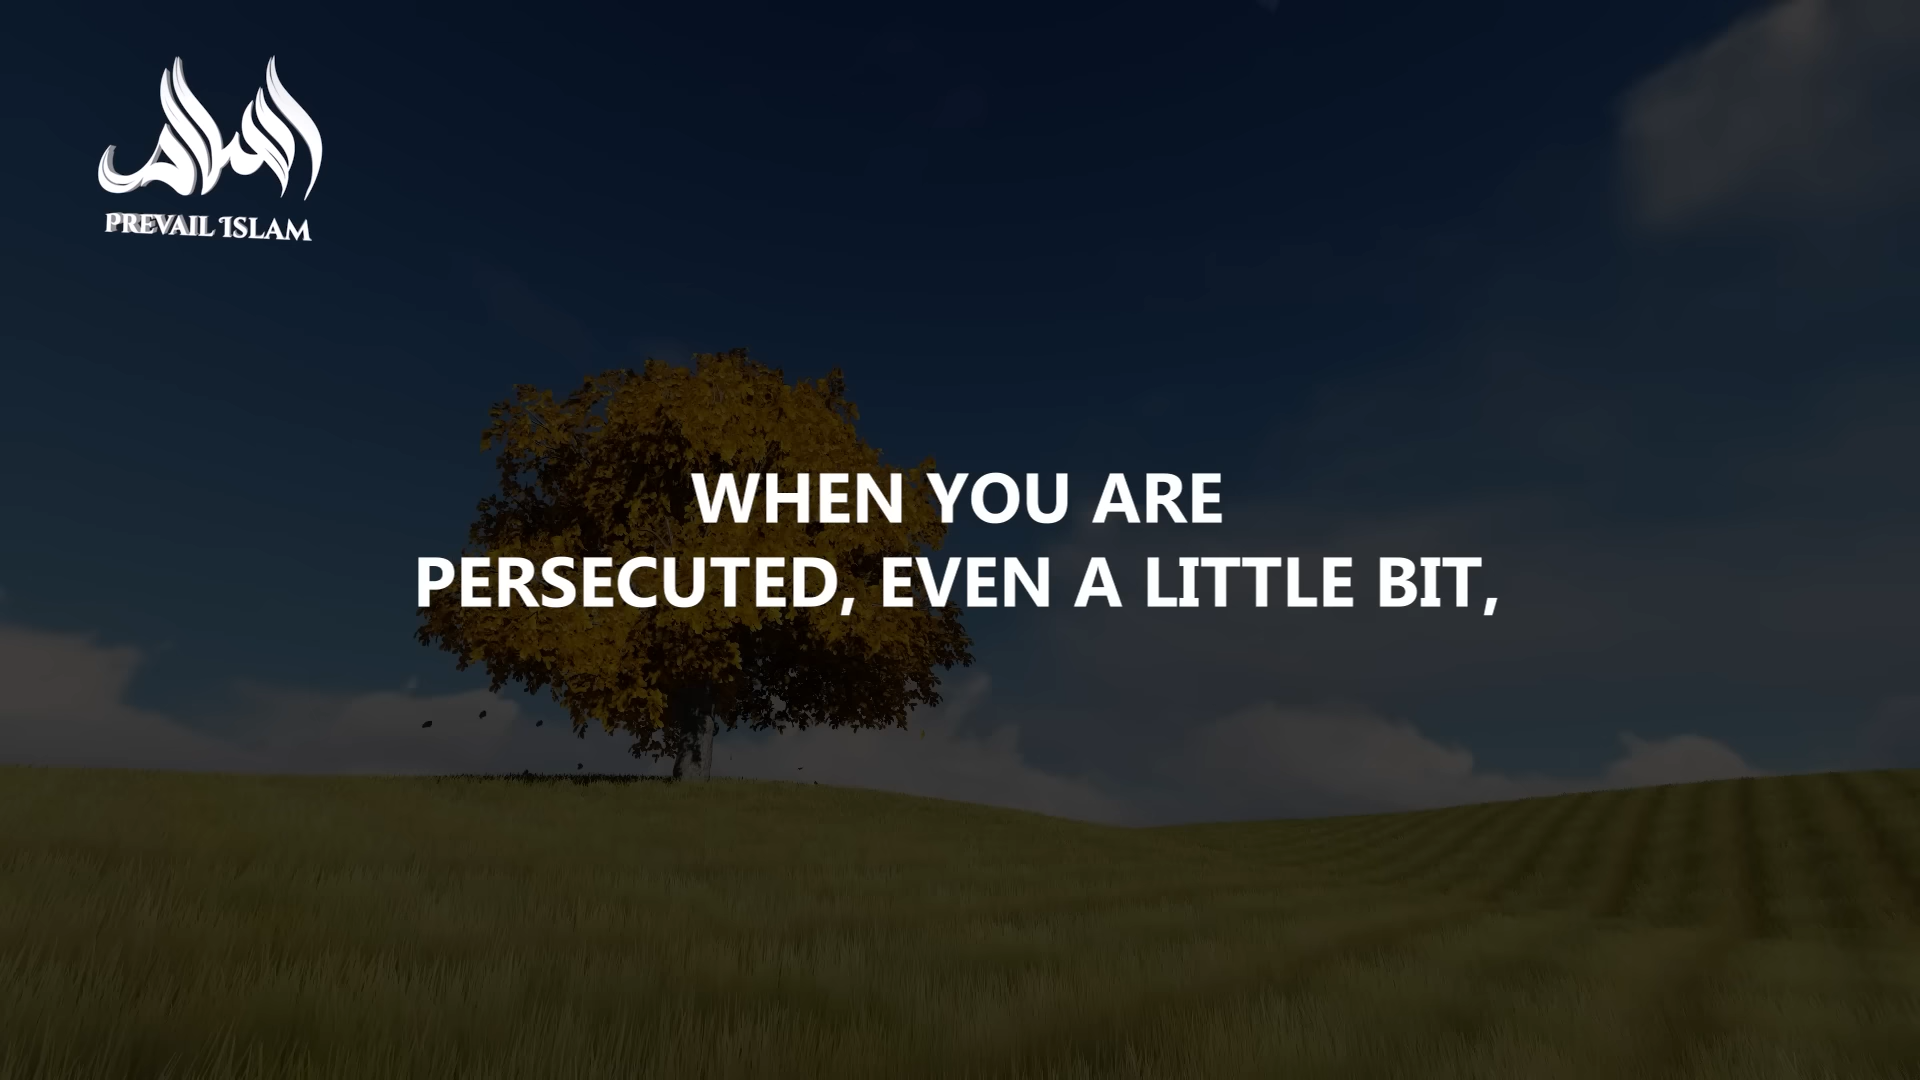 PREVAIL ISLAM
WHEN YOU ARE
PERSECUTED, EVEN A LITTLE BIT,